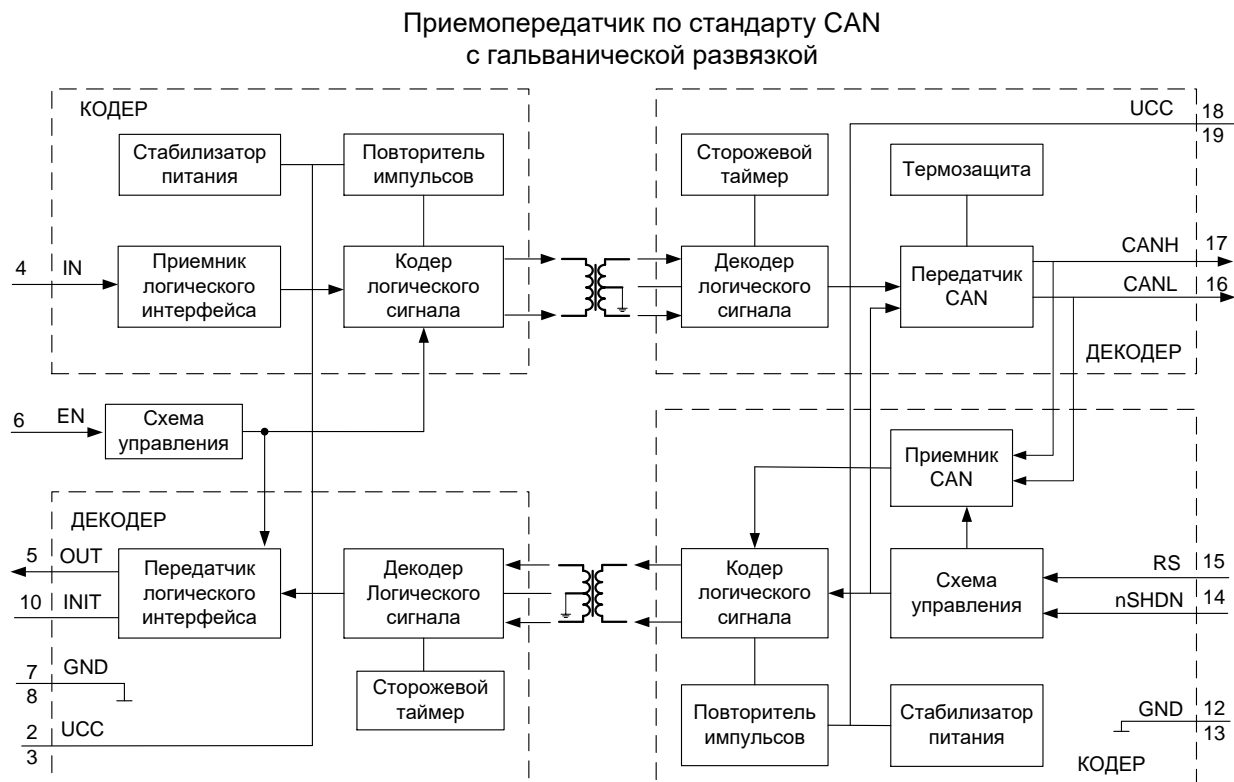 Приемопередатчик по стандарту CAN
с гальванической развязкой
КОДЕР
Стабилизатор
питания
Повторитель
импульсов
4
IN
Приемник
логического
интерфейса
Кодер
логического
сигнала
UCC
18
19
Сторожевой
таймер
Термозащита
Декодер
логического
сигнала
Передатчик
CAN
CANH
17
CANL
16
ДЕКОДЕР
6
EN
Схема
управления
Приемник
CAN
ДЕКОДЕР
5
OUT
10
INIT
Передатчик
логического
интерфейса
Декодер
Логического
сигнала
Кодер
логического
сигнала
Схема
управления
RS
15
nSHDN
14
7
GND
8
Сторожевой
таймер
Повторитель
импульсов
Стабилизатор
питания
GND
12
13
2
UCC
3
КОДЕР